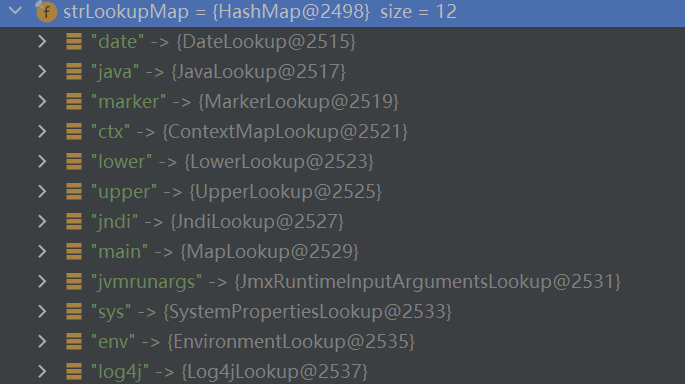 f strLookupMap = {HashMap@2498} size = 12
"date" -> {DateLookup@2515}
"java" -> {JavaLookup@2517}
"marker" -> {MarkerLookup@2519}
"ctx" -> {ContextMapLookup@2521}
"lower" -> {LowerLookup@2523}
"upper" -> {UpperLookup@2525}
"jndi" -> {JndiLookup@2527}
"main" -> {MapLookup@2529}
"jvmrunargs" -> {JmxRuntimeInputArgumentsLookup@2531}
"sys" -> {SystemPropertiesLookup@2533}
"env" -> {EnvironmentLookup@2535}
"log4j" -> {Log4jLookup@2537}